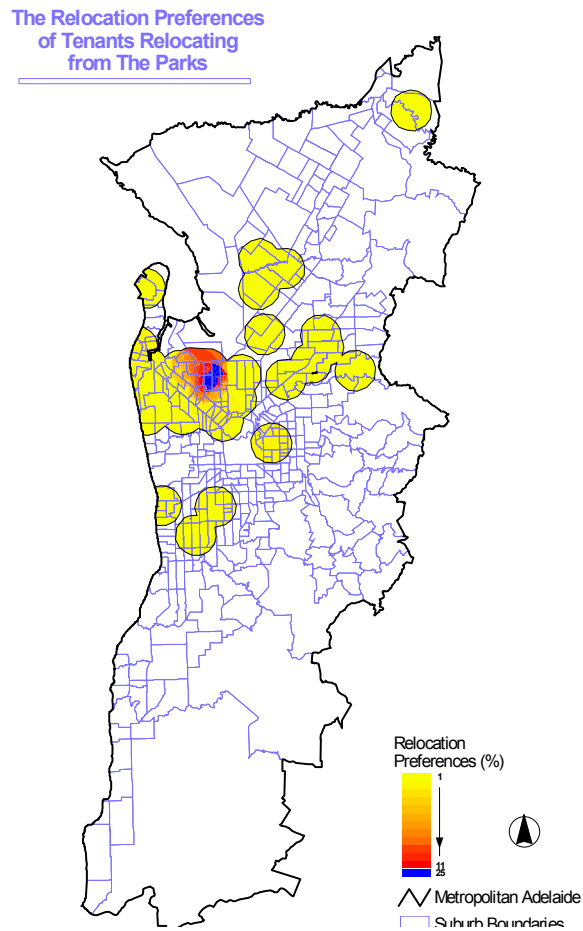 The Relocation Preferences
of Tenants Relocating
from The Parks
Relocation
Preferences (%)
1
11
25
Metropolitan Adelaide
Suburb Boundaries